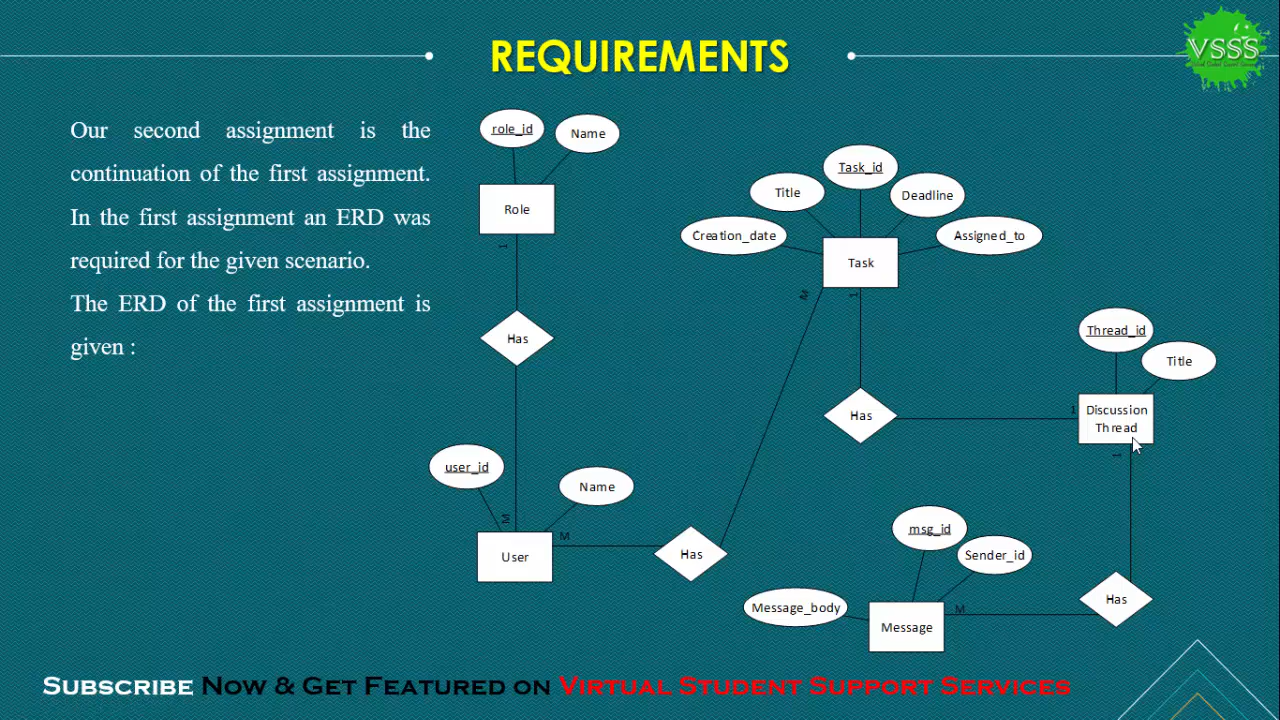 REQUIREMENTS
VSSS
Our second assignment is the
continuation of the first assignment.
In the first assignment an ERD was
required for the given scenario.
The ERD of the first assignment is
given :
role_id
Name
Role
1
Has
M
user_id
Name
User
M
Has
M
Task_id
Title
Deadline
Creation_date
Assigned_to
Task
1
Has
1
Thread_id
Title
Discussion
Thread
1
Has
M
msg_id
Sender_id
Message_body
Message
Subscribe Now & Get Featured on Virtual Student Support Services